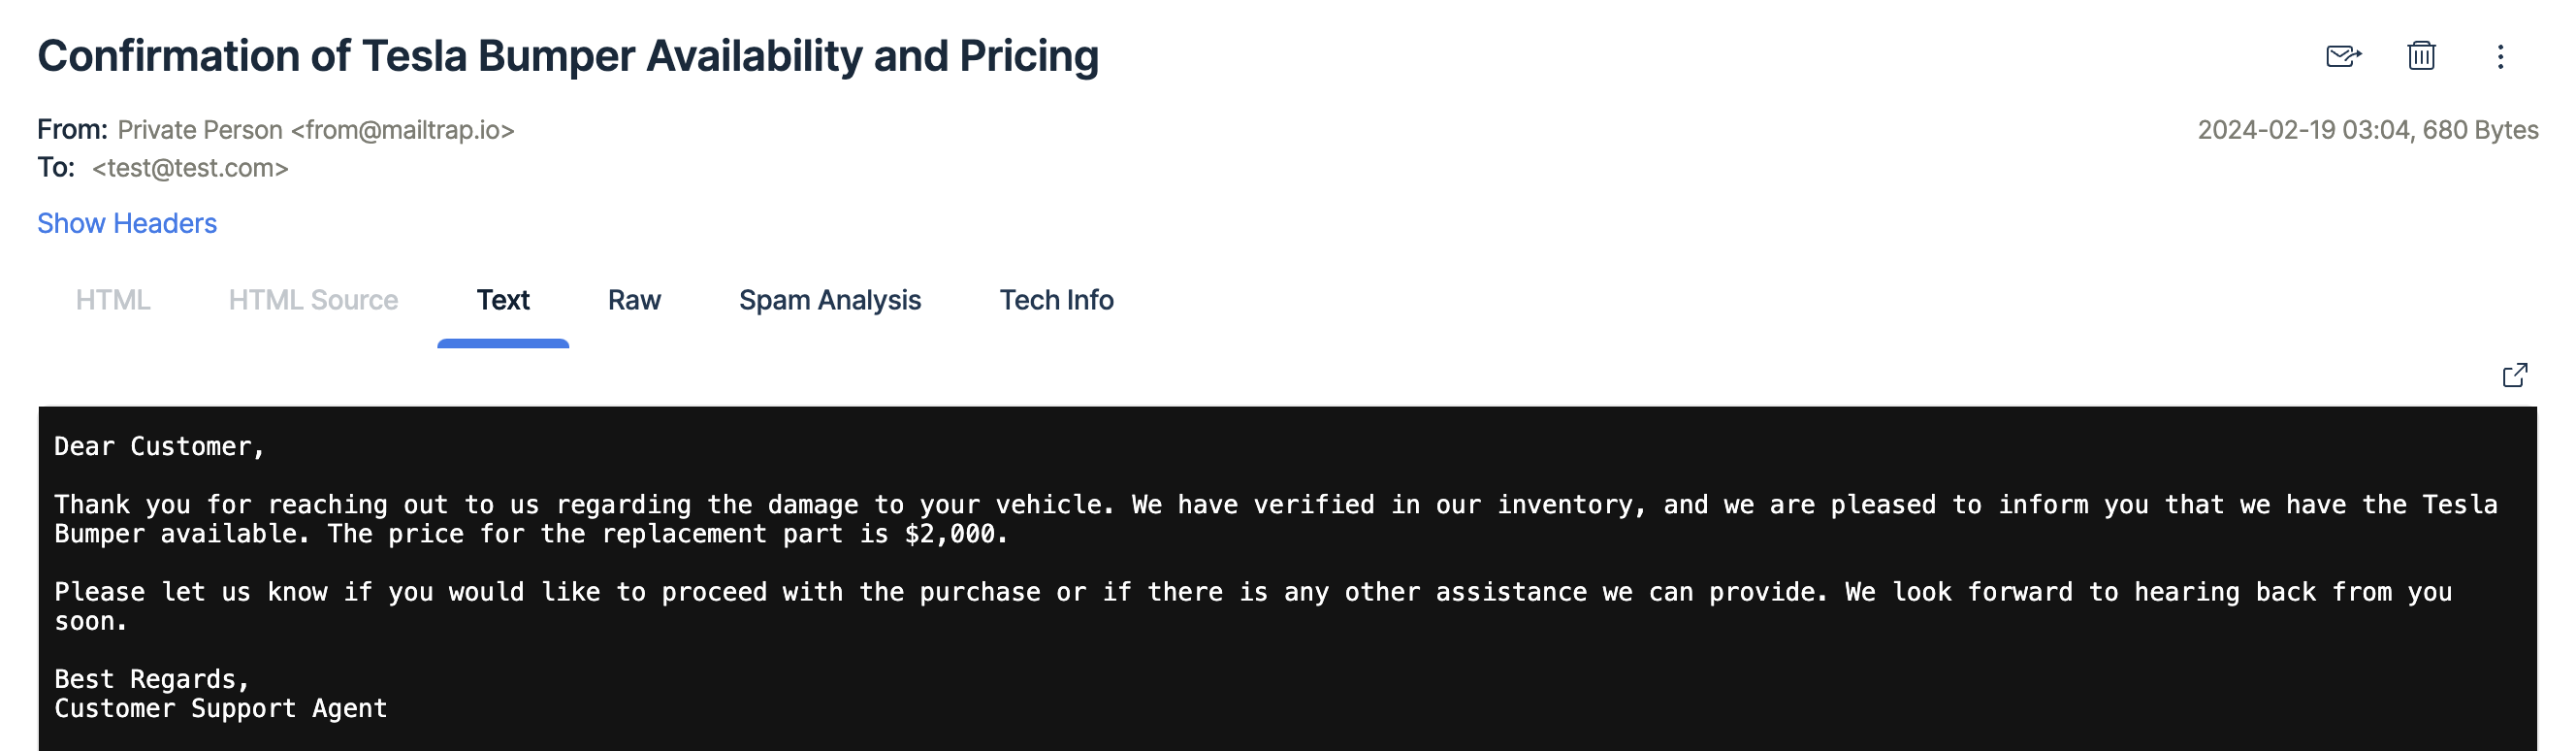 Confirmation of Tesla Bumper Availability and Pricing
From: Private Person <from@mailtrap.io>
2024-02-19 03:04, 680 Bytes
To: <test@test.com>
Show Headers
HTML HTML Source Text Raw Spam Analysis Tech Info
Dear Customer,
Thank you for reaching out to us regarding the damage to your vehicle. We have verified in our inventory, and we are pleased to inform you that we have the Tesla
Bumper available. The price for the replacement part is $2,000.
Please let us know if you would like to proceed with the purchase or if there is any other assistance we can provide. We look forward to hearing back from you
soon.
Best Regards,
Customer Support Agent